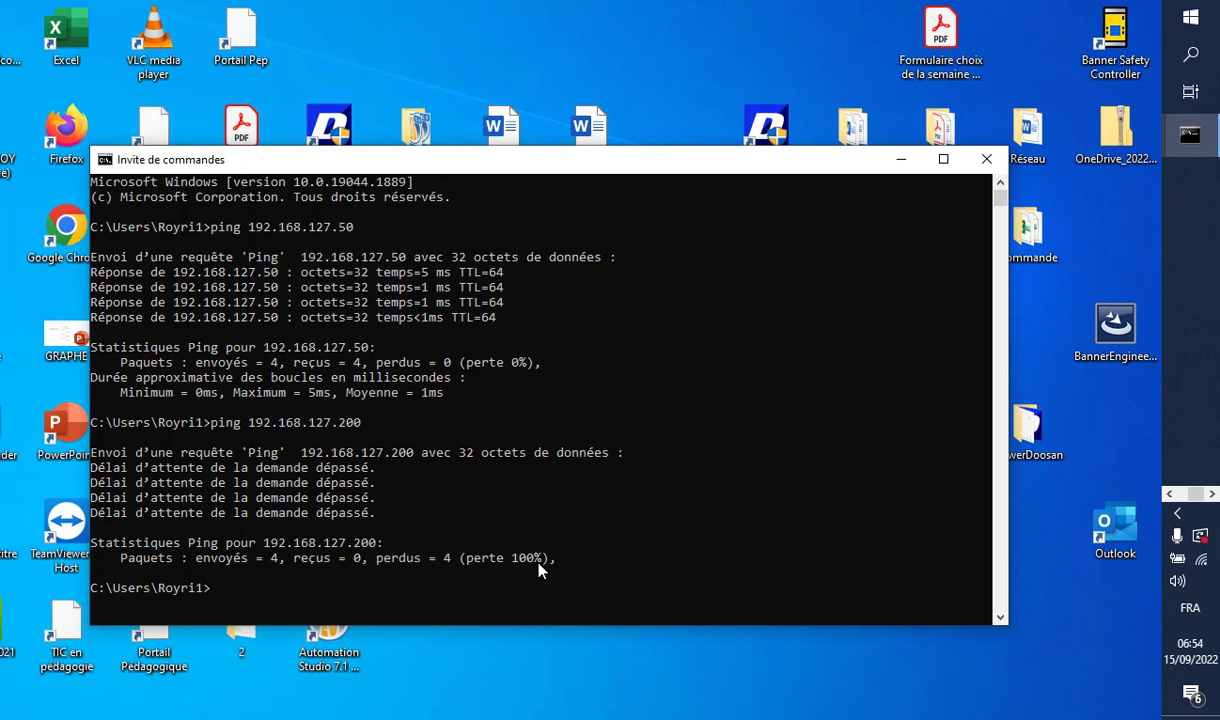 Excel
VLC media
player
Portail Pep
Formulaire choix
de la semaine ...
Banner Safety
Controller
PDF
Firefox
PDF
Réseau
OneDrive_2022...
Invite de commandes
Microsoft Windows [version 10.0.19044.1889]
(c) Microsoft Corporation. Tous droits réservés.
C:\Users\Royri1>ping 192.168.127.50
Envoi d’une requête 'Ping'  192.168.127.50 avec 32 octets de données :
Réponse de 192.168.127.50 : octets=32 temps=5 ms TTL=64
Réponse de 192.168.127.50 : octets=32 temps=1 ms TTL=64
Réponse de 192.168.127.50 : octets=32 temps=1 ms TTL=64
Réponse de 192.168.127.50 : octets=32 temps<1ms TTL=64
Statistiques Ping pour 192.168.127.50:
Paquets : envoyés = 4, reçus = 4, perdus = 0 (perte 0%),
Durée approximative des boucles en millisecondes :
Minimum = 0ms, Maximum = 5ms, Moyenne = 1ms
C:\Users\Royri1>ping 192.168.127.200
Envoi d’une requête 'Ping'  192.168.127.200 avec 32 octets de données :
Délai d’attente de la demande dépassé.
Délai d’attente de la demande dépassé.
Délai d’attente de la demande dépassé.
Délai d’attente de la demande dépassé.
Statistiques Ping pour 192.168.127.200:
Paquets : envoyés = 4, reçus = 0, perdus = 4 (perte 100%),
C:\Users\Royri1>
Google Chro
ommande
GRAPHE
BannerEnginee...
PowerPoin
werDoosan
TeamViewer
Host
Outlook
TIC en
pédagogie
Portail
Pédagogique
2
Automation
Studio 7.1 ...
FRA
06:54
15/09/2022
6